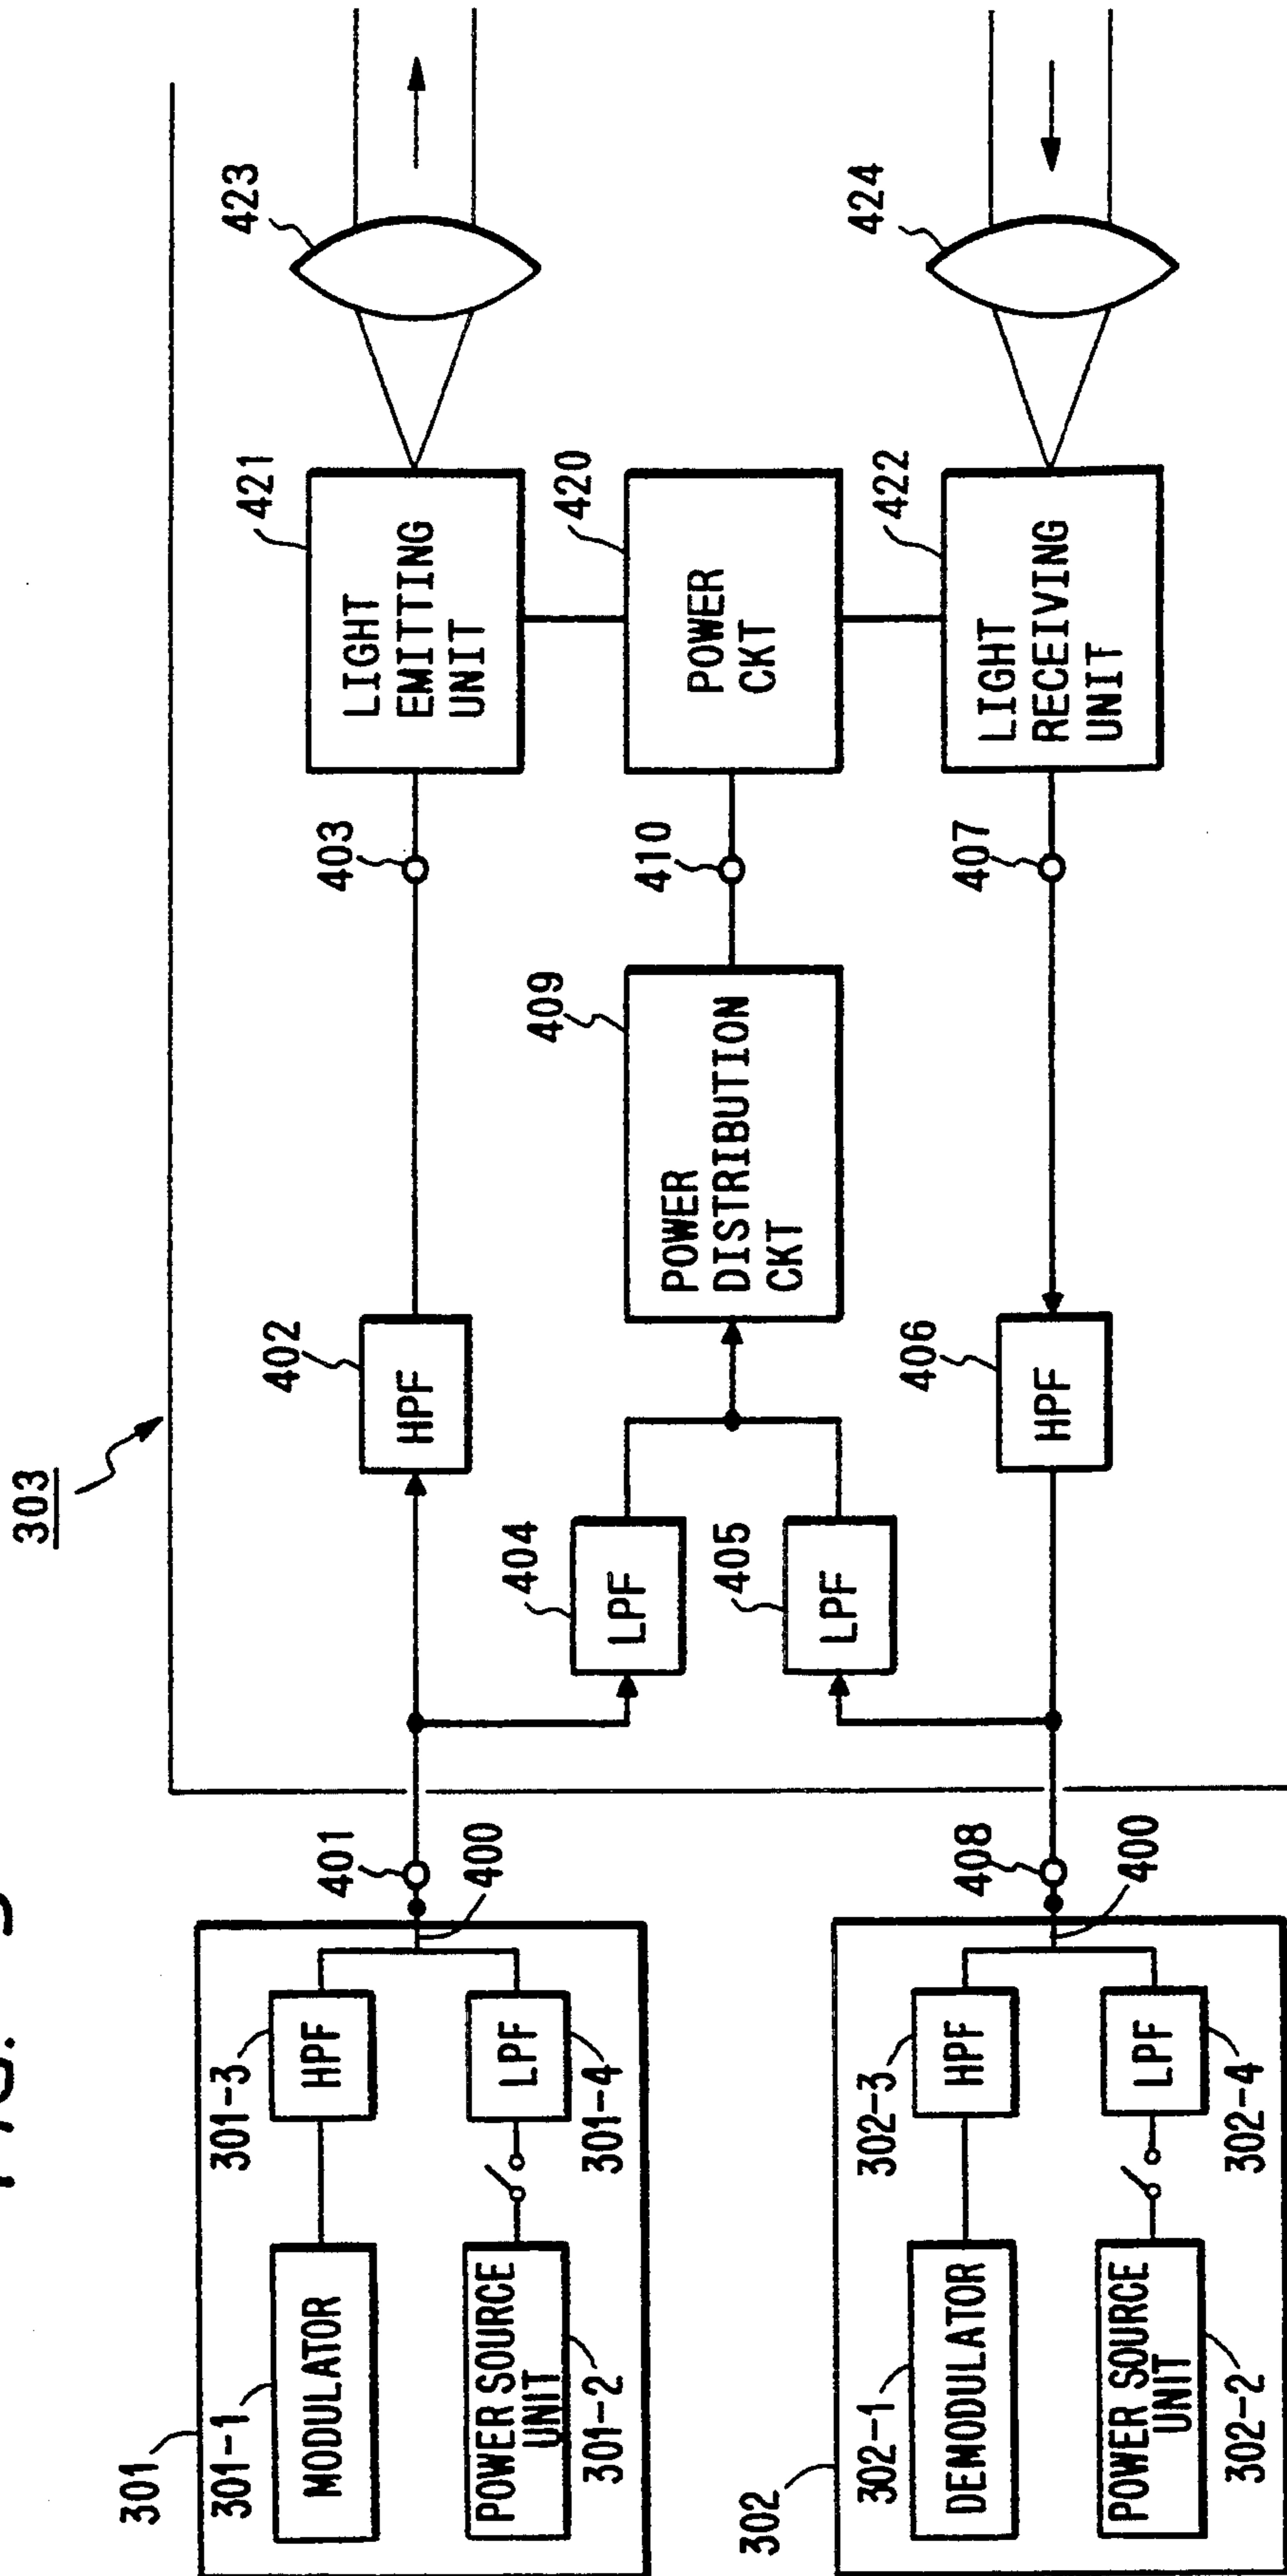 303
423
424
421
LIGHT
EMITTING
UNIT
420
POWER
CKT
422
LIGHT
RECEIVING
UNIT
403
410
407
409
POWER
DISTRIBUTION
CKT
402
HPF
406
HPF
404
LPF
405
LPF
401
400
408
400
301
301-1
MODULATOR
301-3
HPF
POWER SOURCE
UNIT
301-2
LPF
301-4
302
302-1
DEMODULATOR
302-3
HPF
POWER SOURCE
UNIT
302-2
LPF
302-4